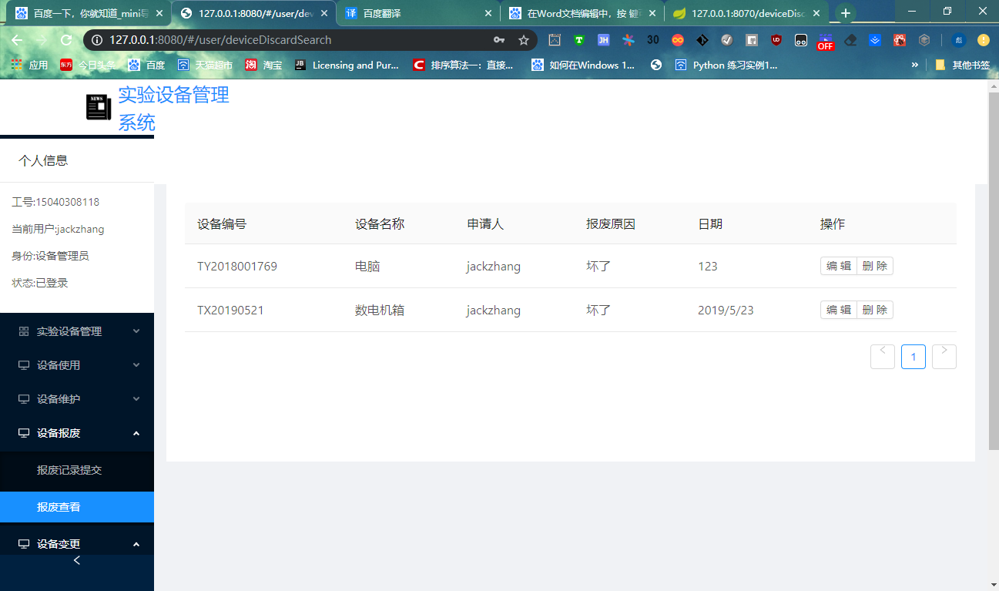 百度一下，你就知道_mini导
127.0.0.1:8080/#/user/dev
百度翻译
在Word文档编辑中，按 键可
127.0.0.1:8070/deviceDisc
127.0.0.1:8080/#/user/deviceDiscardSearch
30
OFF
应用
今日头条
百度
天猫超市
淘宝
Licensing and Pur...
排序算法一：直接...
如何在Windows 1...
Python 练习实例1...
»
其他书签
NEWS
实验设备管理
系统
个人信息
工号:15040308118
当前用户:jackzhang
身份:设备管理员
状态:已登录
实验设备管理
设备使用
设备维护
设备报废
报废记录提交
报废查看
设备变更
设备编号 设备名称 申请人 报废原因 日期 操作
TY2018001769 电脑 jackzhang 坏了 123 编 辑 删 除
TX20190521 数电机箱 jackzhang 坏了 2019/5/23 编 辑 删 除
1